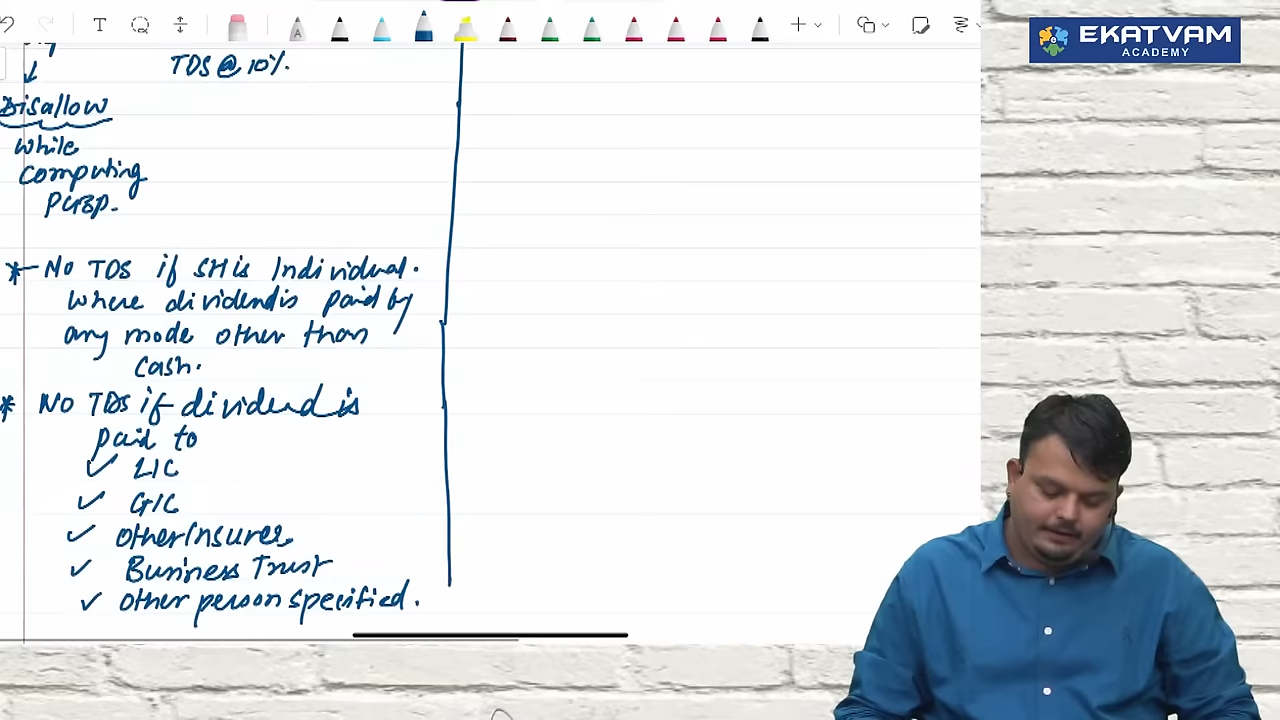 T
A
EKATVAM
ACADEMY
TDS @ 10%.
Disallow
while
computing
PGBP.
* No TDS if SH is Individual.
where dividend is paid by
any mode other than
cash.
* No TDS if dividend is
paid to
✓ LIC
✓ GIC
✓ other Insurer
✓ Business Trust
✓ other person specified.